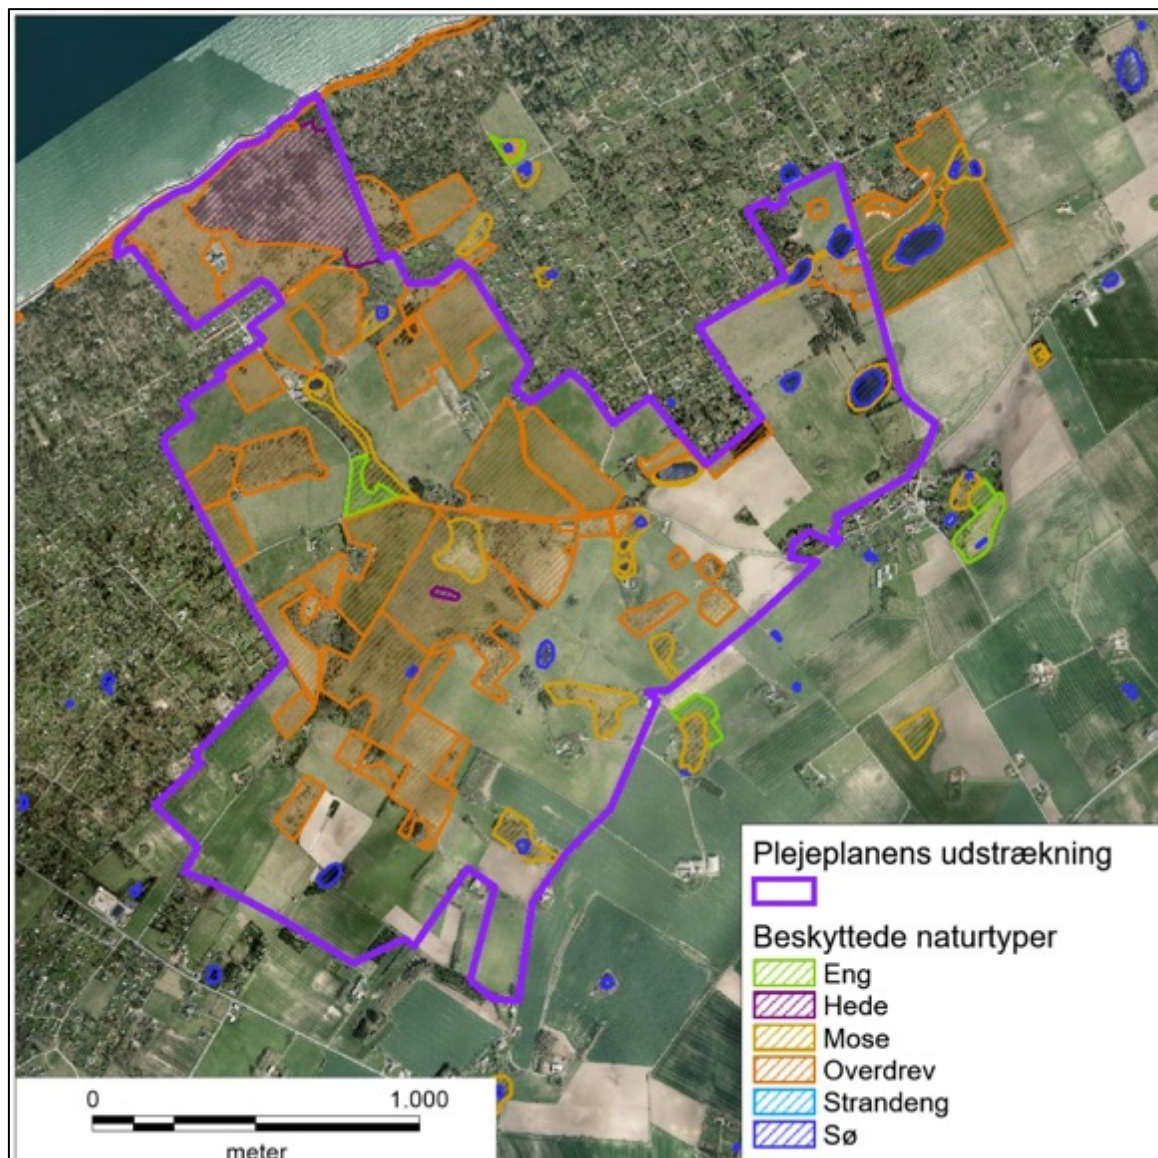 Plejeplanens udstrækning
Beskyttede naturtyper
Eng
Hede
Mose
Overdrev
Strandeng
Sø
0 1.000
meter